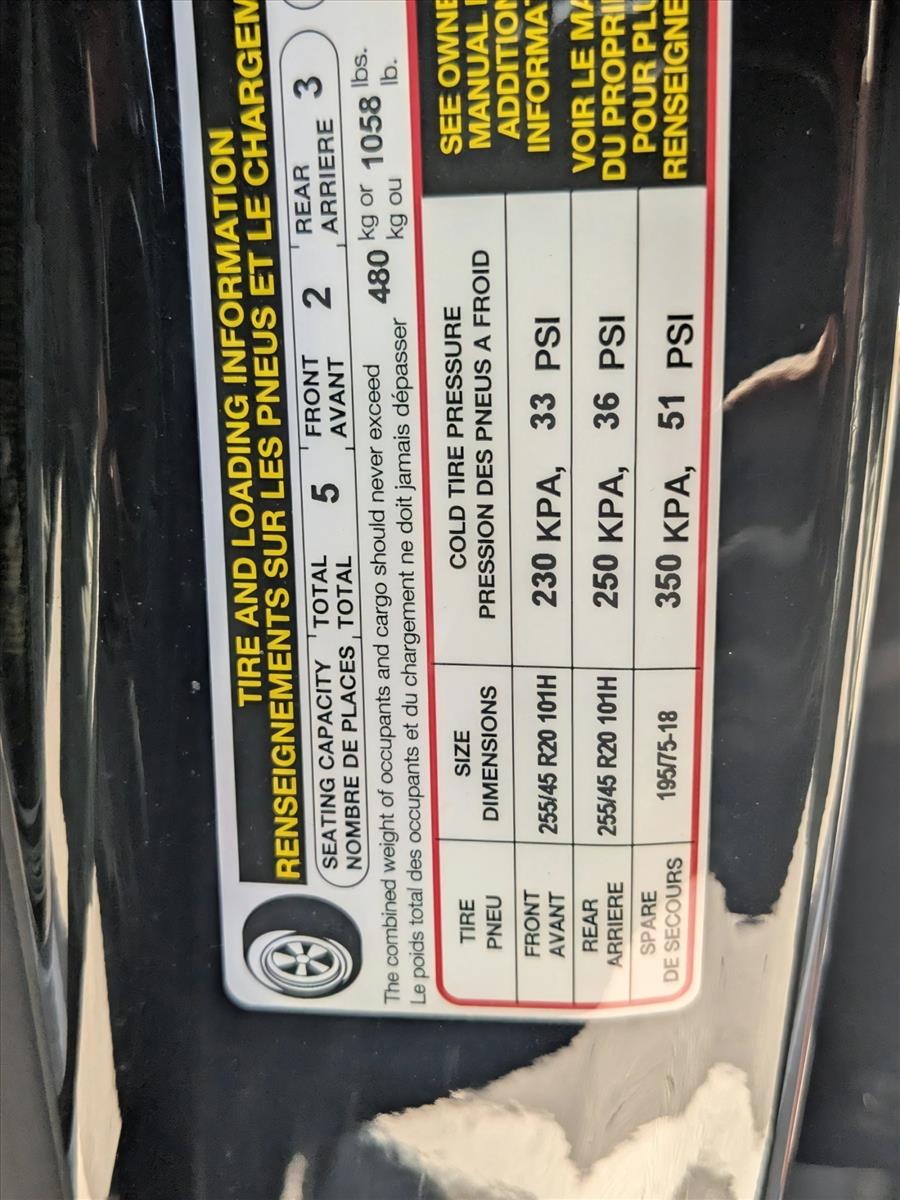 TIRE AND LOADING INFORMATION
RENSEIGNEMENTS SUR LES PNEUS ET LE CHARGEM
SEATING CAPACITY TOTAL 5 FRONT 2 REAR 3
NOMBRE DE PLACES TOTAL AVANT ARRIERE
The combined weight of occupants and cargo should never exceed 480 kg or 1058 lbs.
Le poids total des occupants et du chargement ne doit jamais dépasser kg ou lb.
TIRE SIZE COLD TIRE PRESSURE
PNEU DIMENSIONS PRESSION DES PNEUS A FROID
FRONT
AVANT 255/45 R20 101H 230 KPA, 33 PSI
REAR
ARRIERE 255/45 R20 101H 250 KPA, 36 PSI
SPARE
DE SECOURS 195/75-18 350 KPA, 51 PSI
SEE OWNE
MANUAL
ADDITION
INFORMAT
VOIR LE MA
DU PROPRI
POUR PLU
RENSEIGNE